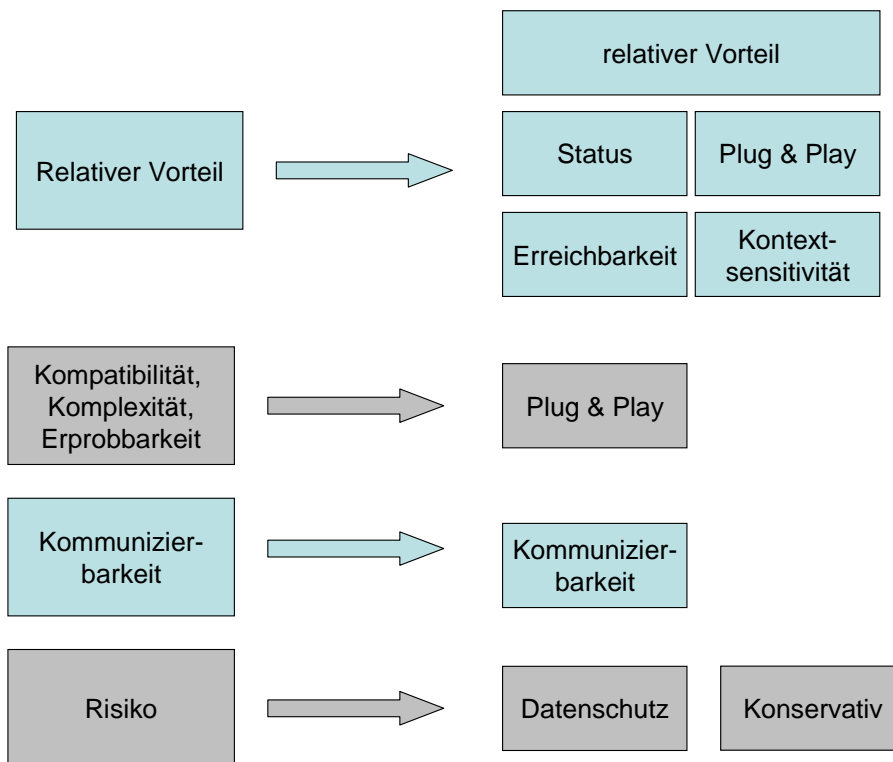 relativer Vorteil
Relativer Vorteil
Status
Plug & Play
Erreichbarkeit
Kontext-
sensitivität
Kompatibilität,
Komplexität,
Erprobbarkeit
Plug & Play
Kommunizier-
barkeit
Kommunizier-
barkeit
Risiko
Datenschutz
Konservativ